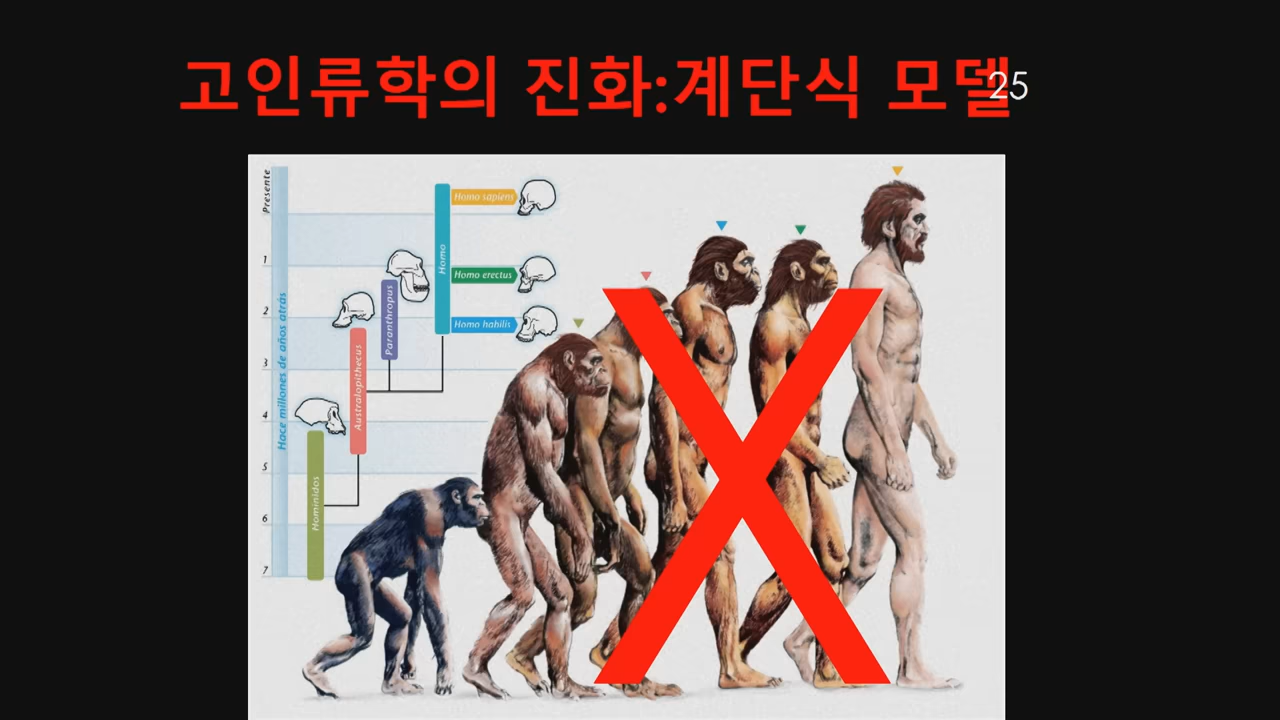 고인류학의 진화:계단식 모델
25
Presente
1
2
3
4
5
6
7
Hace millones de años atrás
Hominidos
Australopithecus
Paranthropus
Homo
Homo sapiens
Homo erectus
Homo habilis